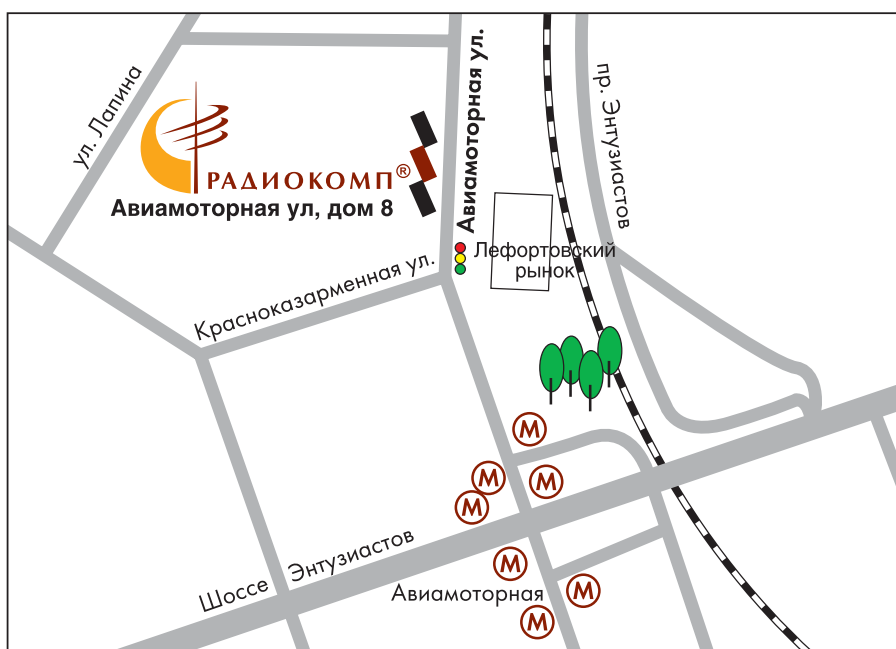 Авиамоторная ул.
ул. Лапина
пр. Энтузиастов
РАДИОКОМП®
Авиамоторная ул, дом 8
Лефортовский
рынок
Красноказарменная ул.
М
М
М
М
Шоссе Энтузиастов
М
Авиамоторная
М
М